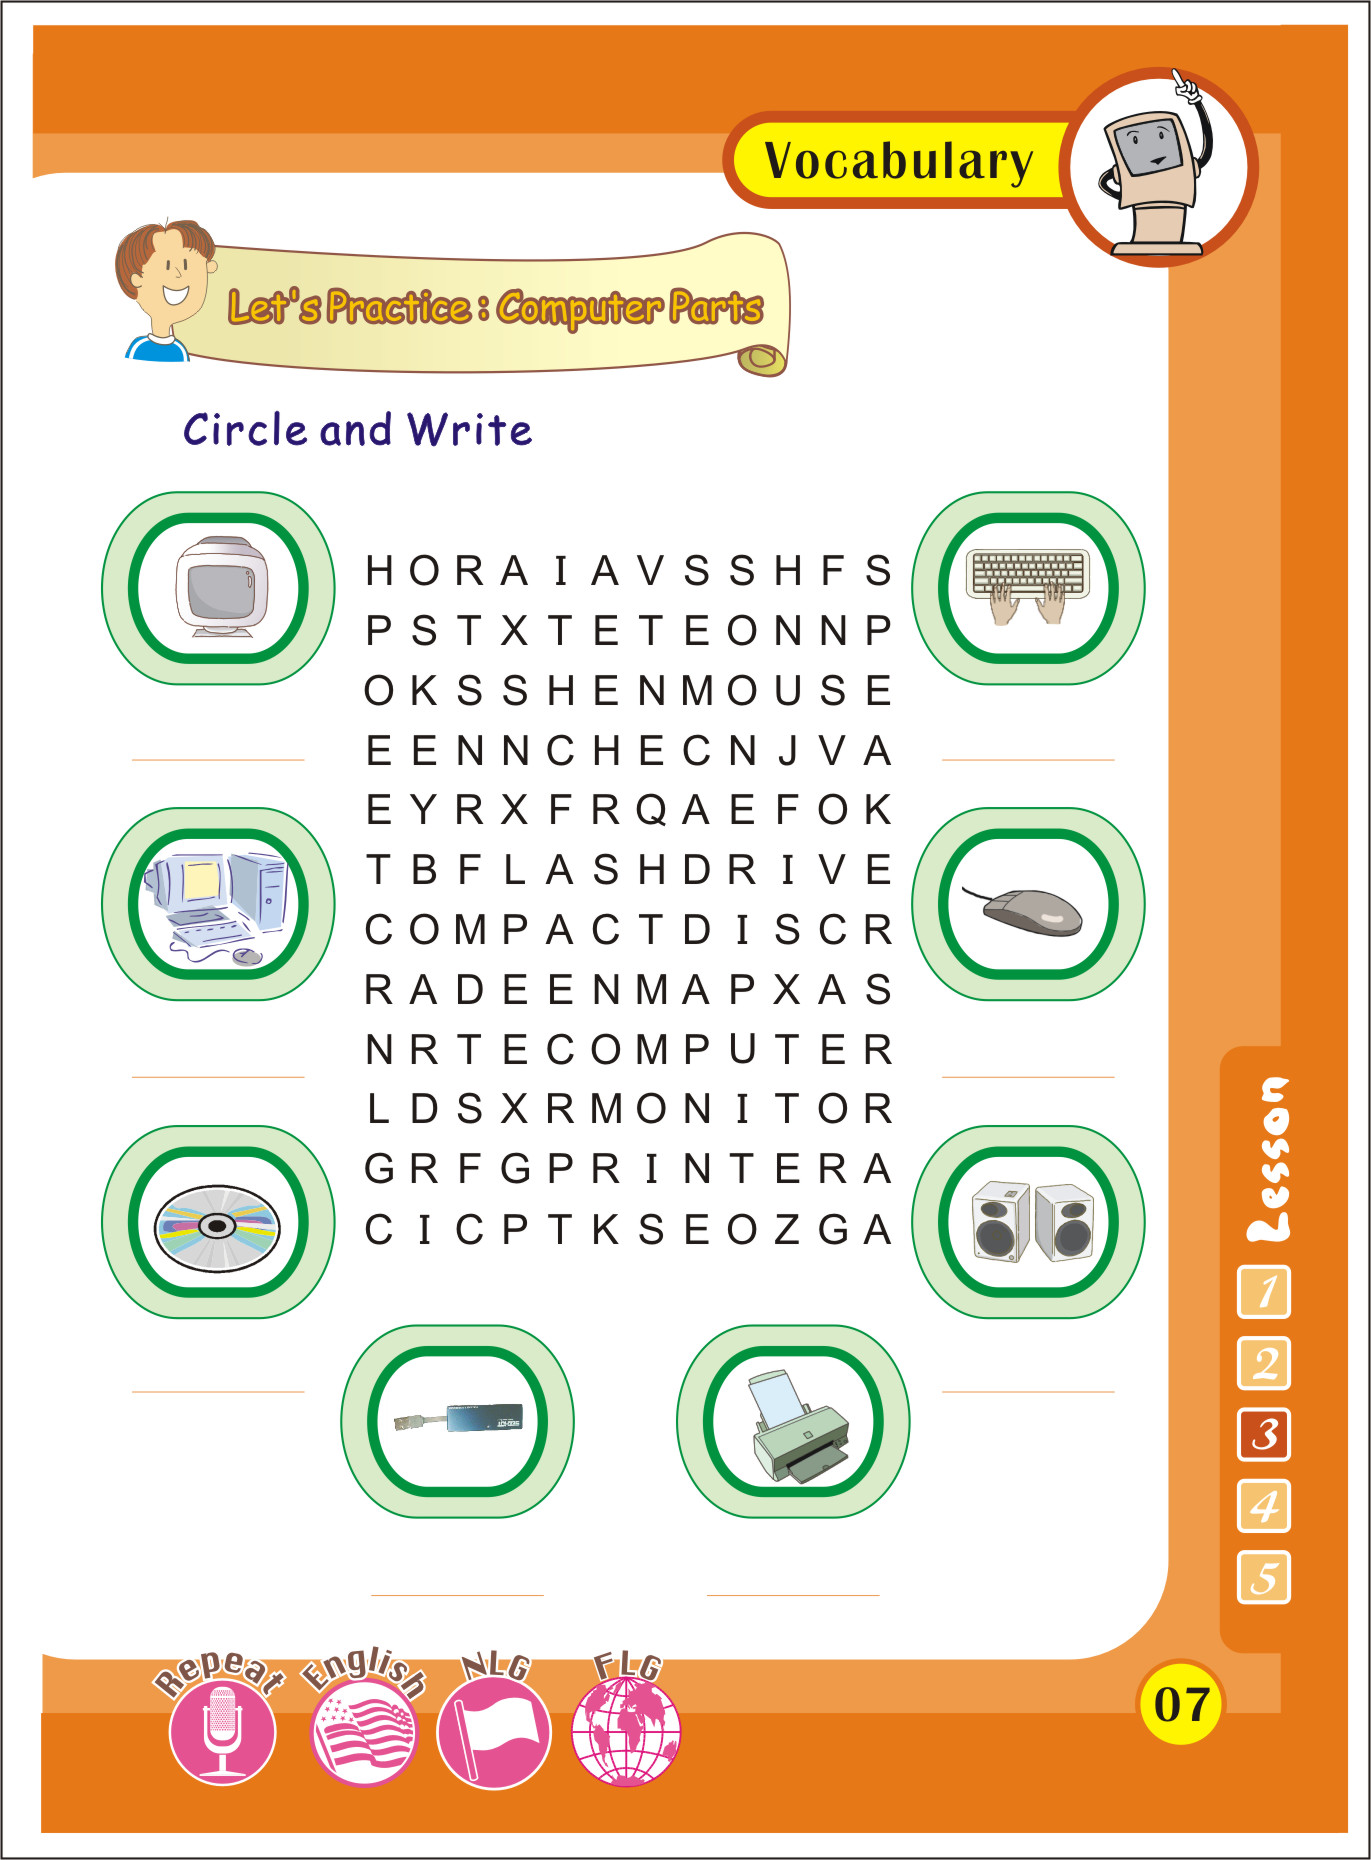 Vocabulary
Let's Practice : Computer Parts
Circle and Write
H O R A I A V S S H F S
P S T X T E T E O N N P
O K S S H E N M O U S E
E E N N C H E C N J V A
E Y R X F R Q A E F O K
T B F L A S H D R I V E
C O M P A C T D I S C R
R A D E E N M A P X A S
N R T E C O M P U T E R
L D S X R M O N I T O R
G R F G P R I N T E R A
C I C P T K S E O Z G A
Lesson
1
2
3
4
5
Repeat
English
NLG
FLG
07